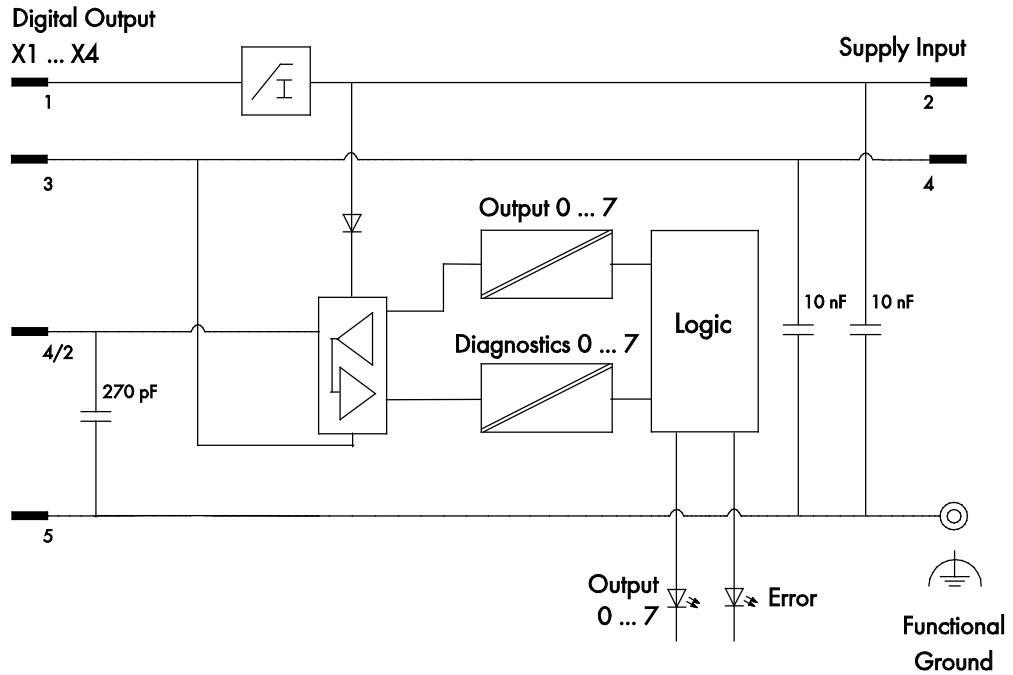 Digital Output
X1 ... X4
Supply Input
1
2
3
4
Output 0 ... 7
10 nF
10 nF
Logic
4/2
Diagnostics 0 ... 7
270 pF
5
Output
0 ... 7
Error
Functional
Ground